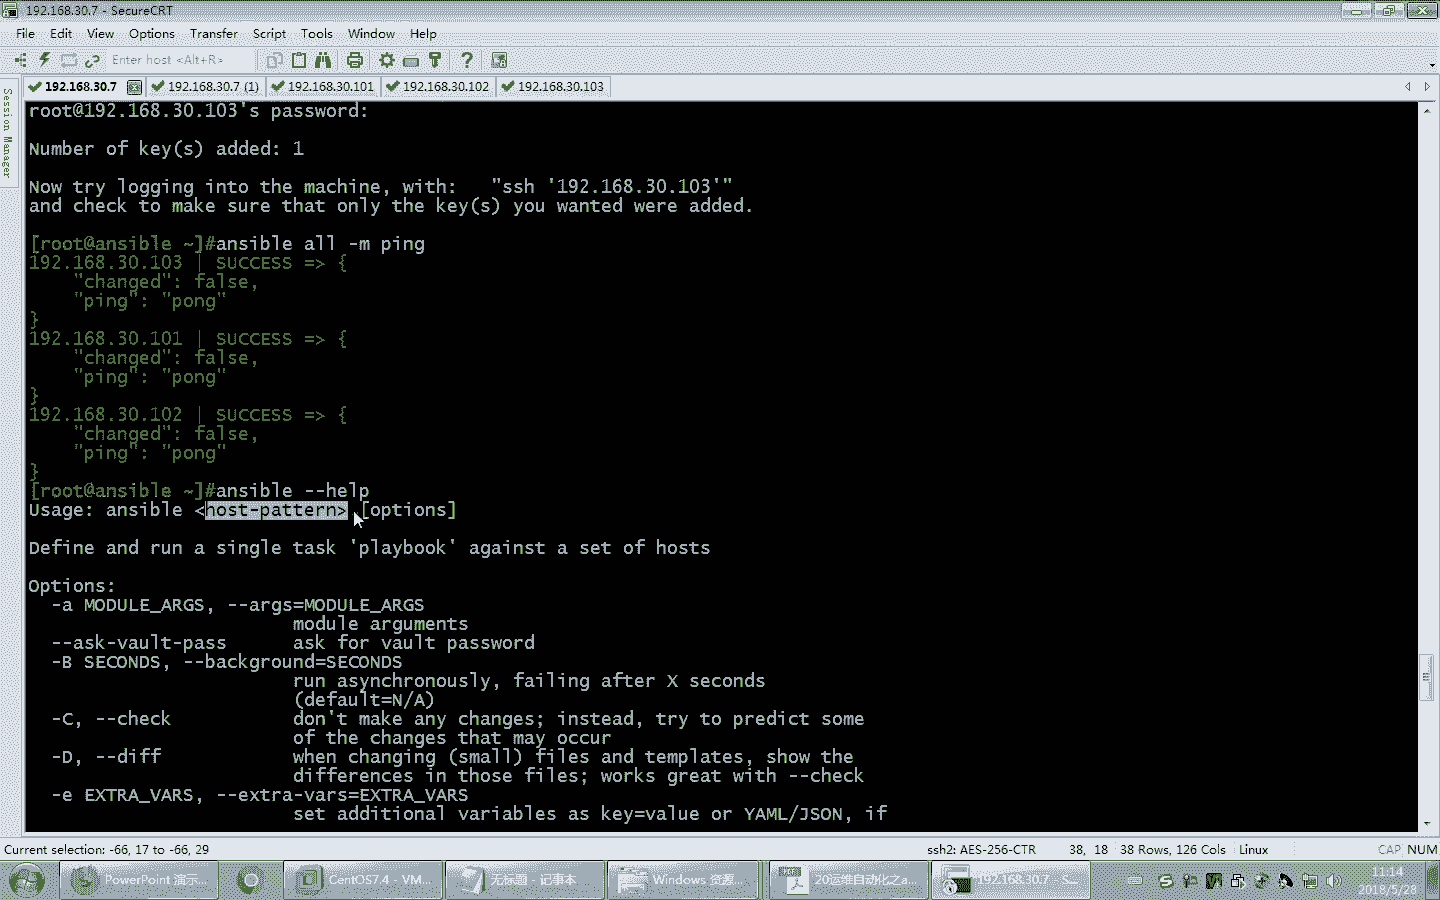 192.168.30.7 - SecureCRT
File Edit View Options Transfer Script Tools Window Help
Enter host <Alt+R>
192.168.30.7 192.168.30.7 (1) 192.168.30.101 192.168.30.102 192.168.30.103
Session Manager
root@192.168.30.103's password:
Number of key(s) added: 1
Now try logging into the machine, with:   "ssh '192.168.30.103'"
and check to make sure that only the key(s) you wanted were added.
[root@ansible ~]#ansible all -m ping
192.168.30.103 | SUCCESS => {
    "changed": false,
    "ping": "pong"
}
192.168.30.101 | SUCCESS => {
    "changed": false,
    "ping": "pong"
}
192.168.30.102 | SUCCESS => {
    "changed": false,
    "ping": "pong"
}
[root@ansible ~]#ansible --help
Usage: ansible <host-pattern> [options]
Define and run a single task 'playbook' against a set of hosts
Options:
  -a MODULE_ARGS, --args=MODULE_ARGS
                        module arguments
  --ask-vault-pass      ask for vault password
  -B SECONDS, --background=SECONDS
                        run asynchronously, failing after X seconds
                        (default=N/A)
  -C, --check           don't make any changes; instead, try to predict some
                        of the changes that may occur
  -D, --diff            when changing (small) files and templates, show the
                        differences in those files; works great with --check
  -e EXTRA_VARS, --extra-vars=EXTRA_VARS
                        set additional variables as key=value or YAML/JSON, if
Current selection: -66, 17 to -66, 29 ssh2: AES-256-CTR 38, 18 38 Rows, 126 Cols Linux CAP NUM
PowerPoint 演示... CentOS7.4 - VM... 无标题 - 记事本 Windows 资源... 20运维自动化之a... 192.168.30.7 - S...
11:14
2018/5/28